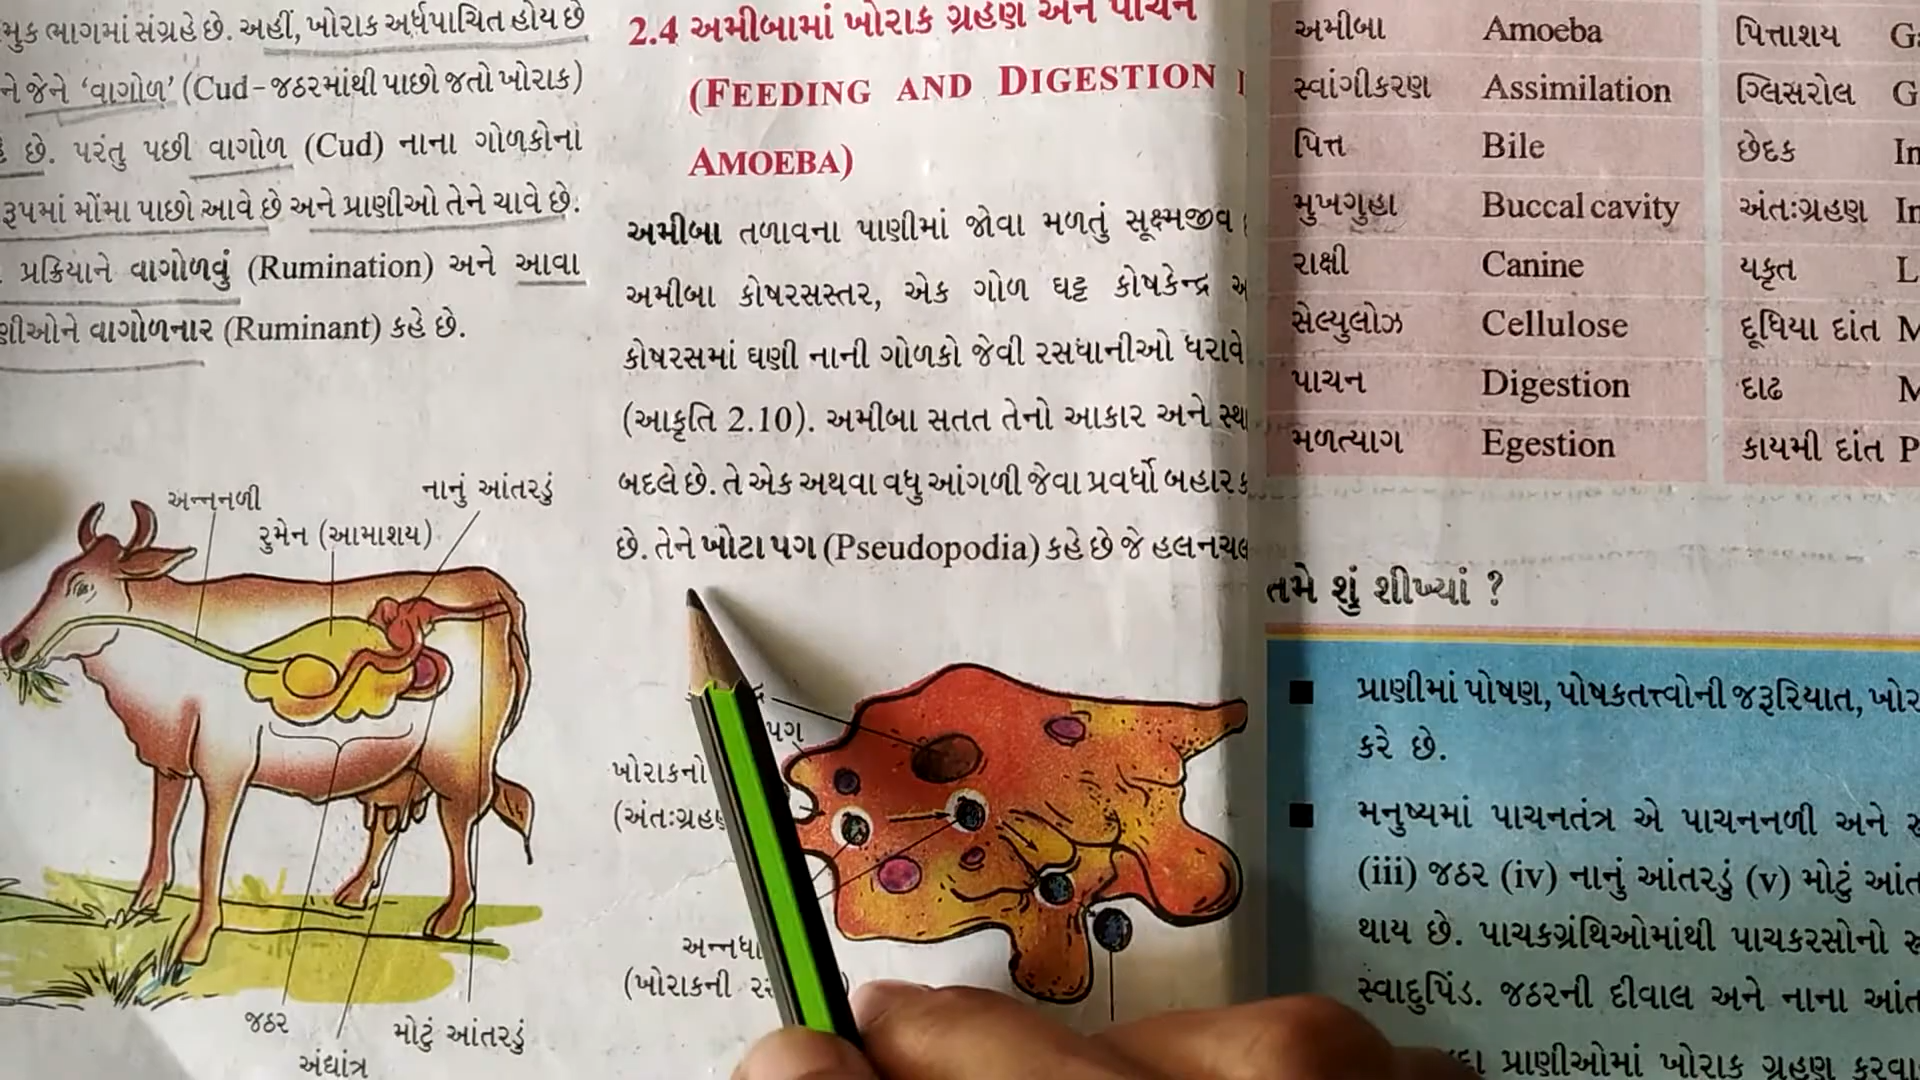 મુક ભાગમાં સંગ્રહે છે. અહીં, ખોરાક અર્ધપાચિત હોય છે
ને જેને ‘વાગોળ’ (Cud – જઠરમાંથી પાછો જતો ખોરાક)
છે. પરંતુ પછી વાગોળ (Cud) નાના ગોળકોના
રૂપમાં મોંમા પાછો આવે છે અને પ્રાણીઓ તેને ચાવે છે.
પ્રક્રિયાને વાગોળવું (Rumination) અને આવા
ણીઓને વાગોળનાર (Ruminant) કહે છે.
અન્નનળી
નાનું આંતરડું
રુમેન (આમાશય)
જઠર
મોટું આંતરડું
અંધાંત્ર
2.4 અમીબામાં ખોરાક ગ્રહણ અને પાચન
(FEEDING AND DIGESTION
AMOEBA)
અમીબા તળાવના પાણીમાં જોવા મળતું સૂક્ષ્મજીવ
અમીબા કોષરસસ્તર, એક ગોળ ઘટ્ટ કોષકેન્દ્ર
કોષરસમાં ઘણી નાની ગોળકો જેવી રસધાનીઓ ધરાવે
(આકૃતિ 2.10). અમીબા સતત તેનો આકાર અને સ્થા
બદલે છે. તે એક અથવા વધુ આંગળી જેવા પ્રવર્ધો બહાર
છે. તેને ખોટા પગ (Pseudopodia) કહે છે જે હલનચલ
પગ
ખોરાકનો
(અંતઃગ્રહણ
અન્નધા
(ખોરાકની
અમીબા Amoeba પિત્તાશય G
સ્વાંગીકરણ Assimilation ગ્લિસરોલ G
પિત્ત Bile છેદક In
મુખગુહા Buccal cavity અંતઃગ્રહણ In
રાક્ષી Canine યકૃત L
સેલ્યુલોઝ Cellulose દૂધિયા દાંત M
પાચન Digestion દાઢ M
મળત્યાગ Egestion કાયમી દાંત P
તમે શું શીખ્યાં ?
■ પ્રાણીમાં પોષણ, પોષકતત્ત્વોની જરૂરિયાત, ખોર
કરે છે.
■ મનુષ્યમાં પાચનતંત્ર એ પાચનનળી અને
(iii) જઠર (iv) નાનું આંતરડું (v) મોટું આંત
થાય છે. પાચકગ્રંથિઓમાંથી પાચકરસોનો
સ્વાદુપિંડ. જઠરની દીવાલ અને નાના આંત
પ્રાણીઓમાં ખોરાક ગ્રહણ કરવા